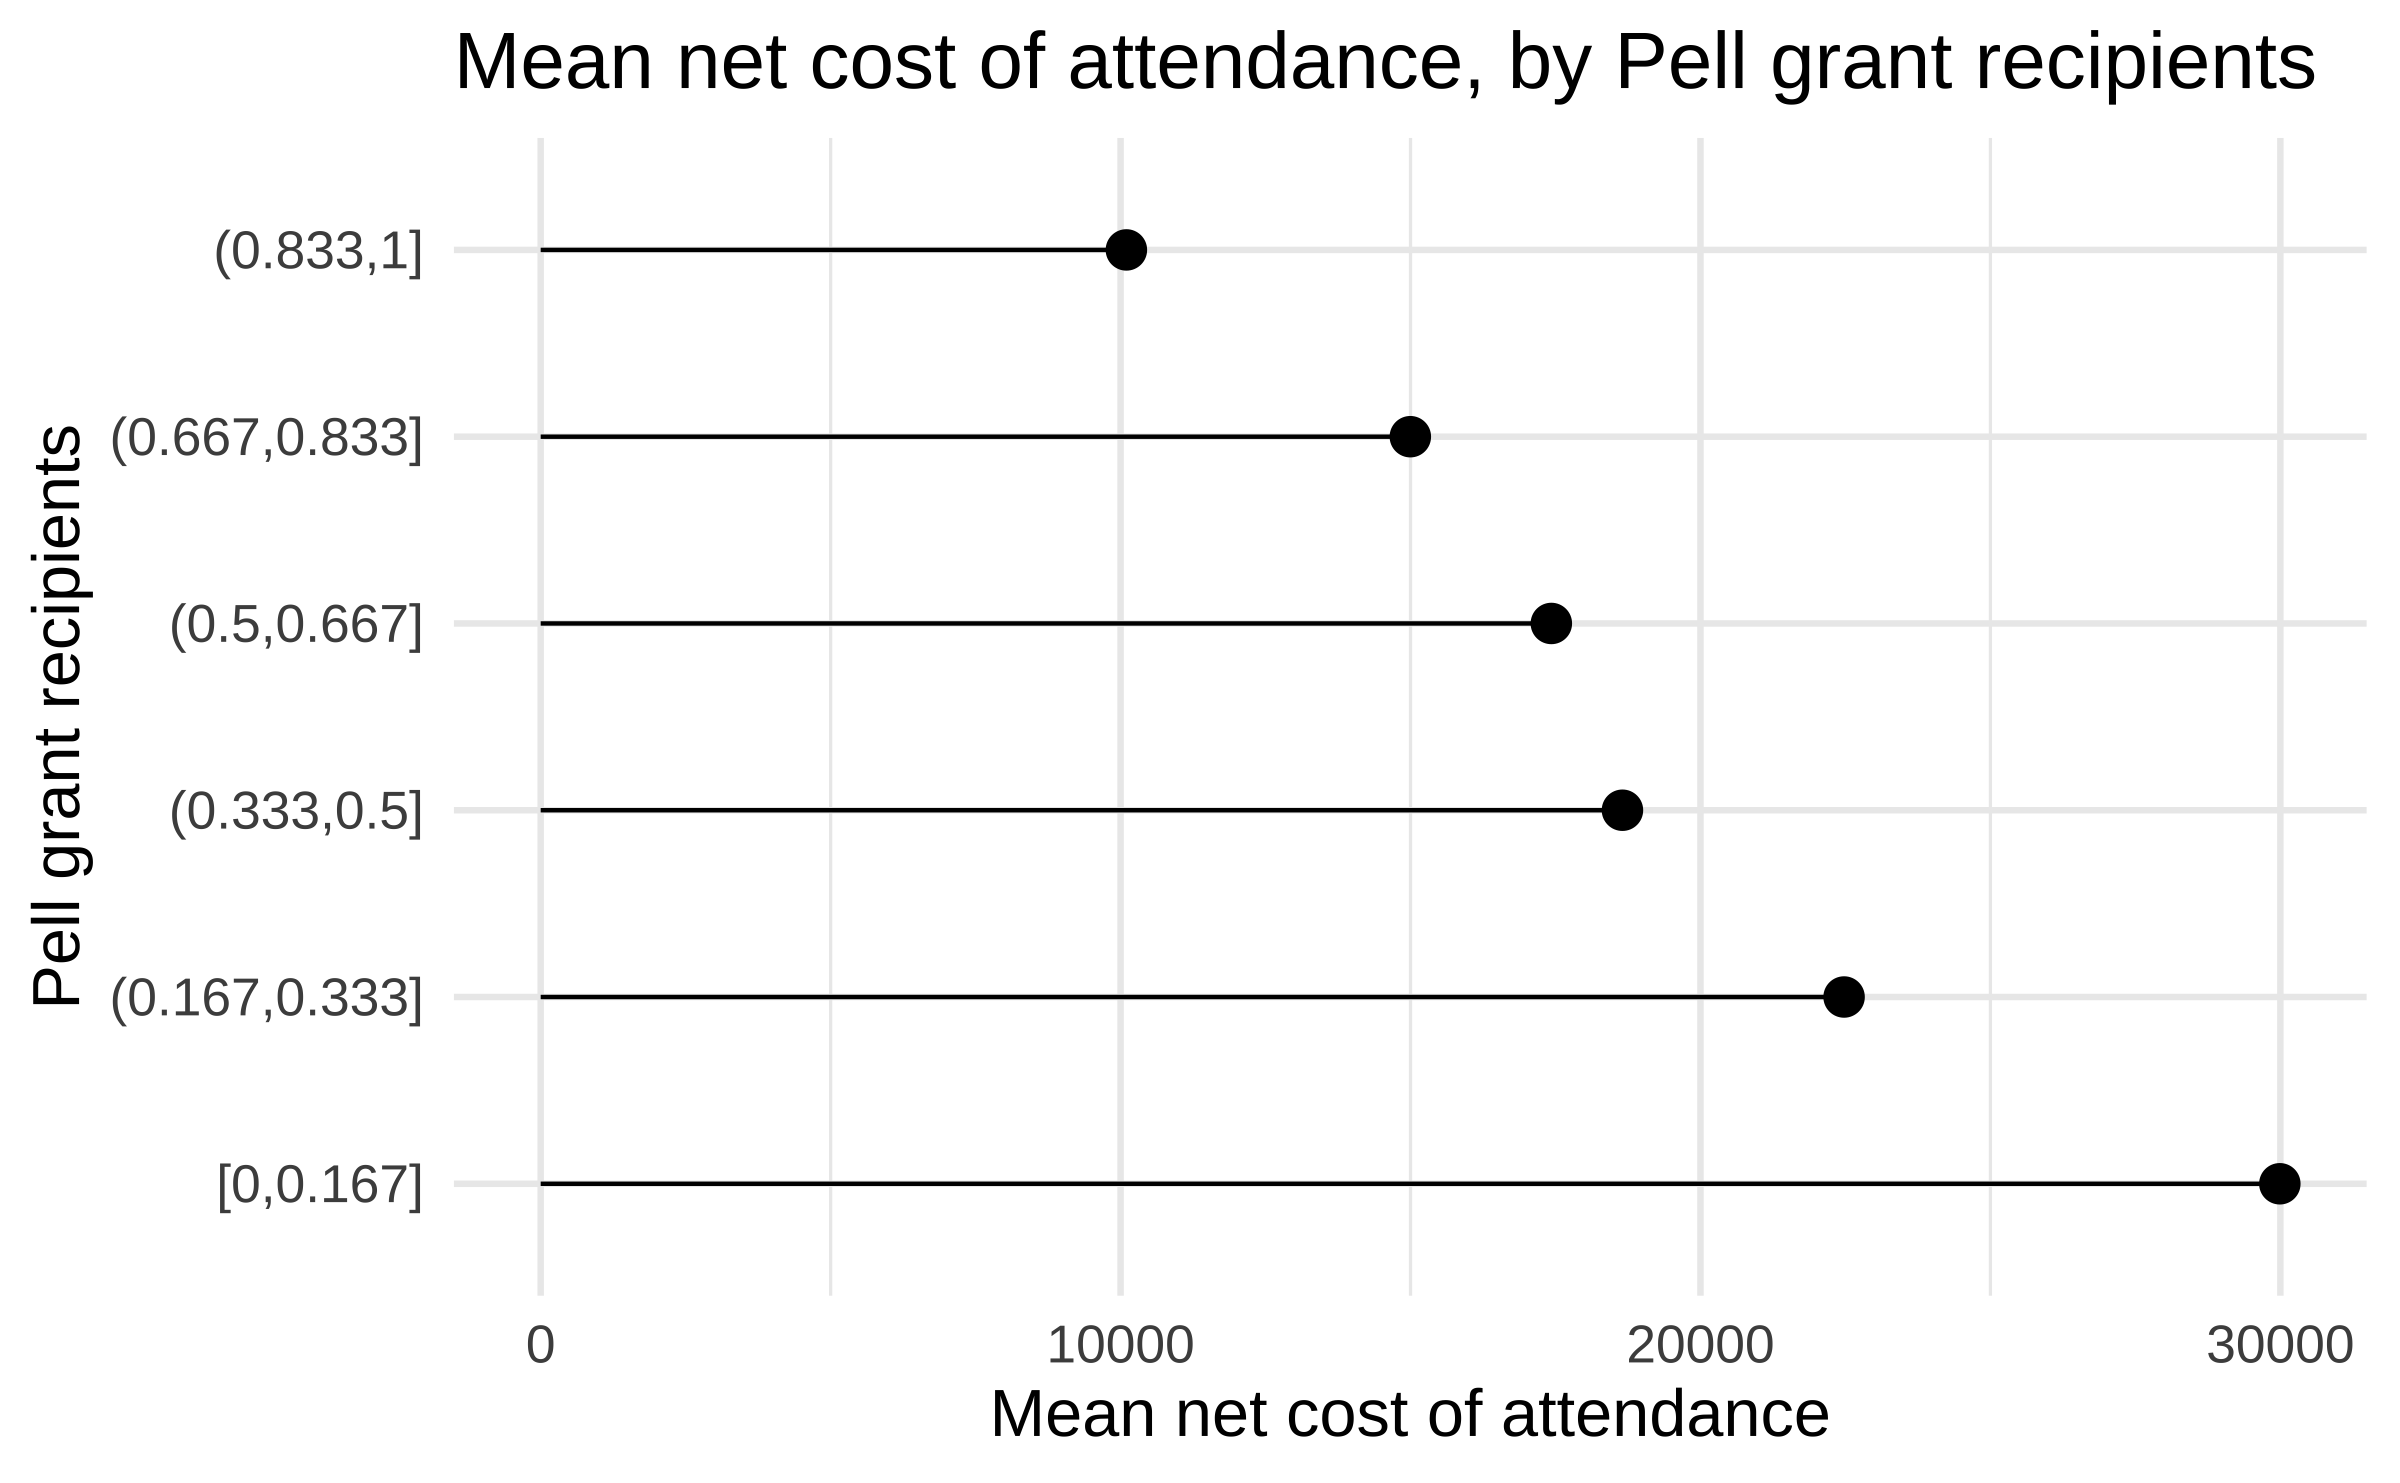 Mean net cost of attendance, by Pell grant recipients
Pell grant recipients
(0.833,1]
(0.667,0.833]
(0.5,0.667]
(0.333,0.5]
(0.167,0.333]
[0,0.167]
0 10000 20000 30000
Mean net cost of attendance